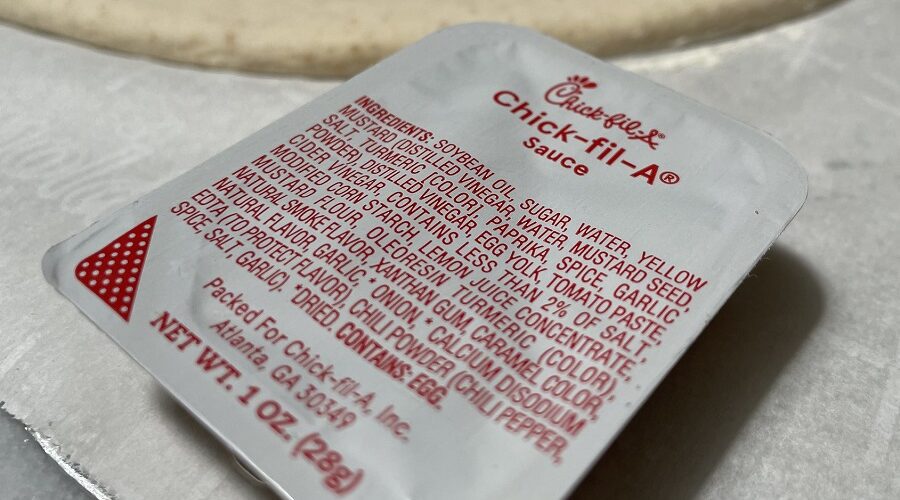 Chick-fil-A®
Chick-fil-A®
Sauce
INGREDIENTS: SOYBEAN OIL, SUGAR, WATER, YELLOW
MUSTARD (DISTILLED VINEGAR, WATER, MUSTARD SEED,
SALT, TURMERIC (COLOR), PAPRIKA, SPICE, GARLIC
POWDER), DISTILLED VINEGAR, EGG YOLK, TOMATO PASTE,
CIDER VINEGAR, CONTAINS LESS THAN 2% OF SALT,
MODIFIED CORN STARCH, LEMON JUICE CONCENTRATE,
MUSTARD FLOUR, OLEORESIN TURMERIC (COLOR),
NATURAL SMOKE FLAVOR, XANTHAN GUM, CARAMEL COLOR,
NATURAL FLAVOR, GARLIC,* ONION,* CALCIUM DISODIUM
EDTA (TO PROTECT FLAVOR), CHILI POWDER (CHILI PEPPER,
SPICE, SALT, GARLIC). *DRIED. CONTAINS: EGG.
Packed For Chick-fil-A, Inc.
Atlanta, GA 30349
NET WT. 1 OZ. (28g)